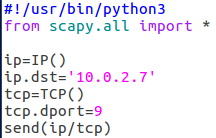 #!/usr/bin/python3
from scapy.all import *

ip=IP()
ip.dst='10.0.2.7'
tcp=TCP()
tcp.dport=9
send(ip/tcp)